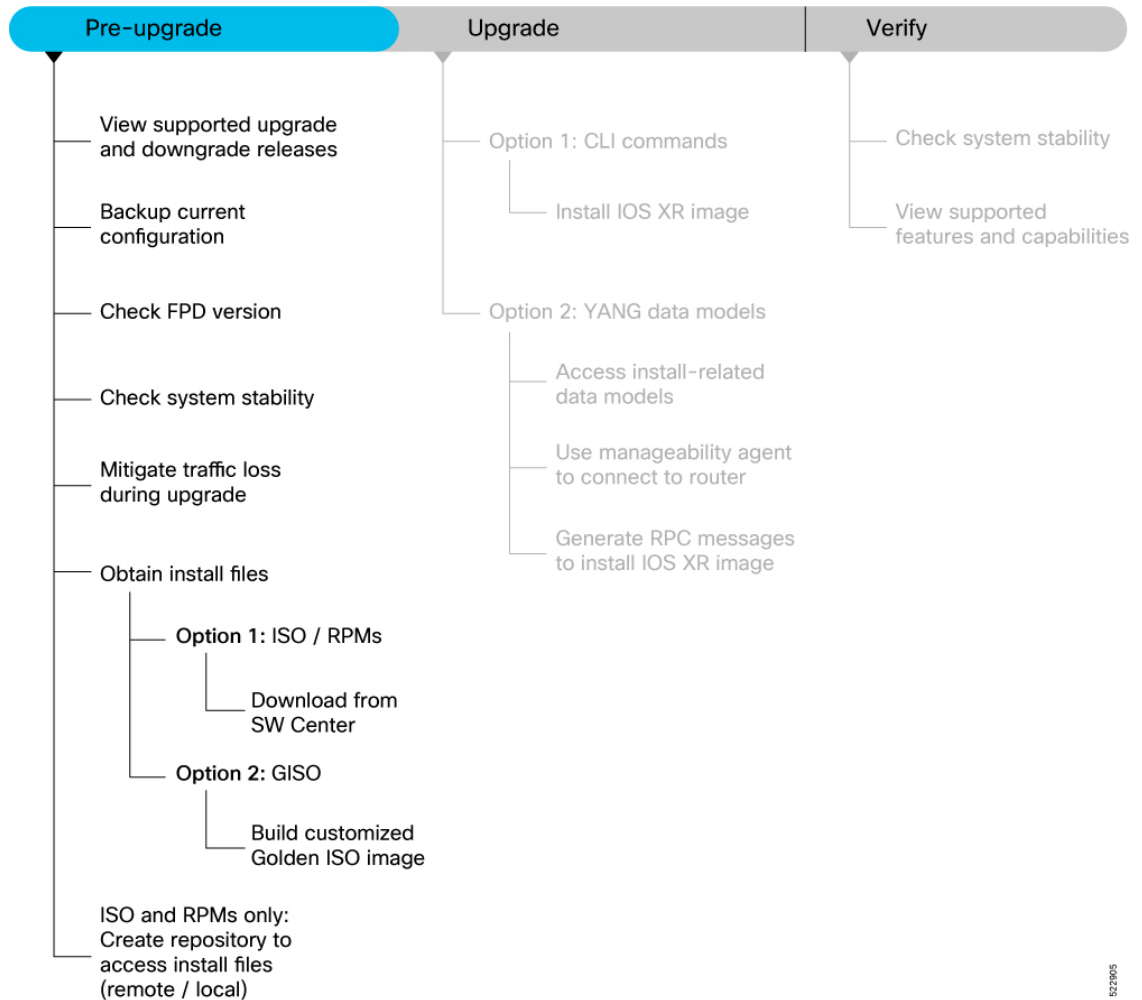 Pre-upgrade
Upgrade
Verify
View supported upgrade
and downgrade releases
Backup current
configuration
Check FPD version
Check system stability
Mitigate traffic loss
during upgrade
Obtain install files
Option 1: ISO / RPMs
Download from
SW Center
Option 2: GISO
Build customized
Golden ISO image
ISO and RPMs only:
Create repository to
access install files
(remote / local)
Option 1: CLI commands
Install IOS XR image
Option 2: YANG data models
Access install-related
data models
Use manageability agent
to connect to router
Generate RPC messages
to install IOS XR image
Check system stability
View supported
features and capabilities
522905